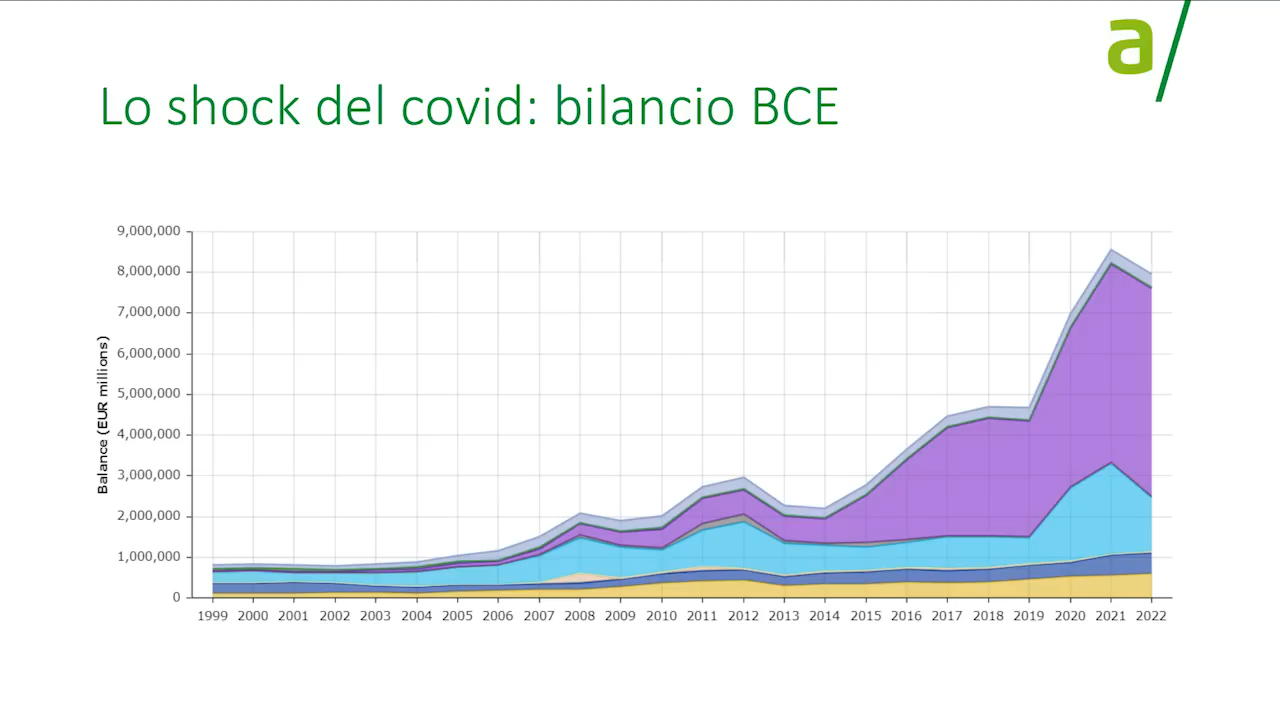 a/
Lo shock del covid: bilancio BCE
Balance (EUR millions)
9,000,000
8,000,000
7,000,000
6,000,000
5,000,000
4,000,000
3,000,000
2,000,000
1,000,000
0
1999 2000 2001 2002 2003 2004 2005 2006 2007 2008 2009 2010 2011 2012 2013 2014 2015 2016 2017 2018 2019 2020 2021 2022